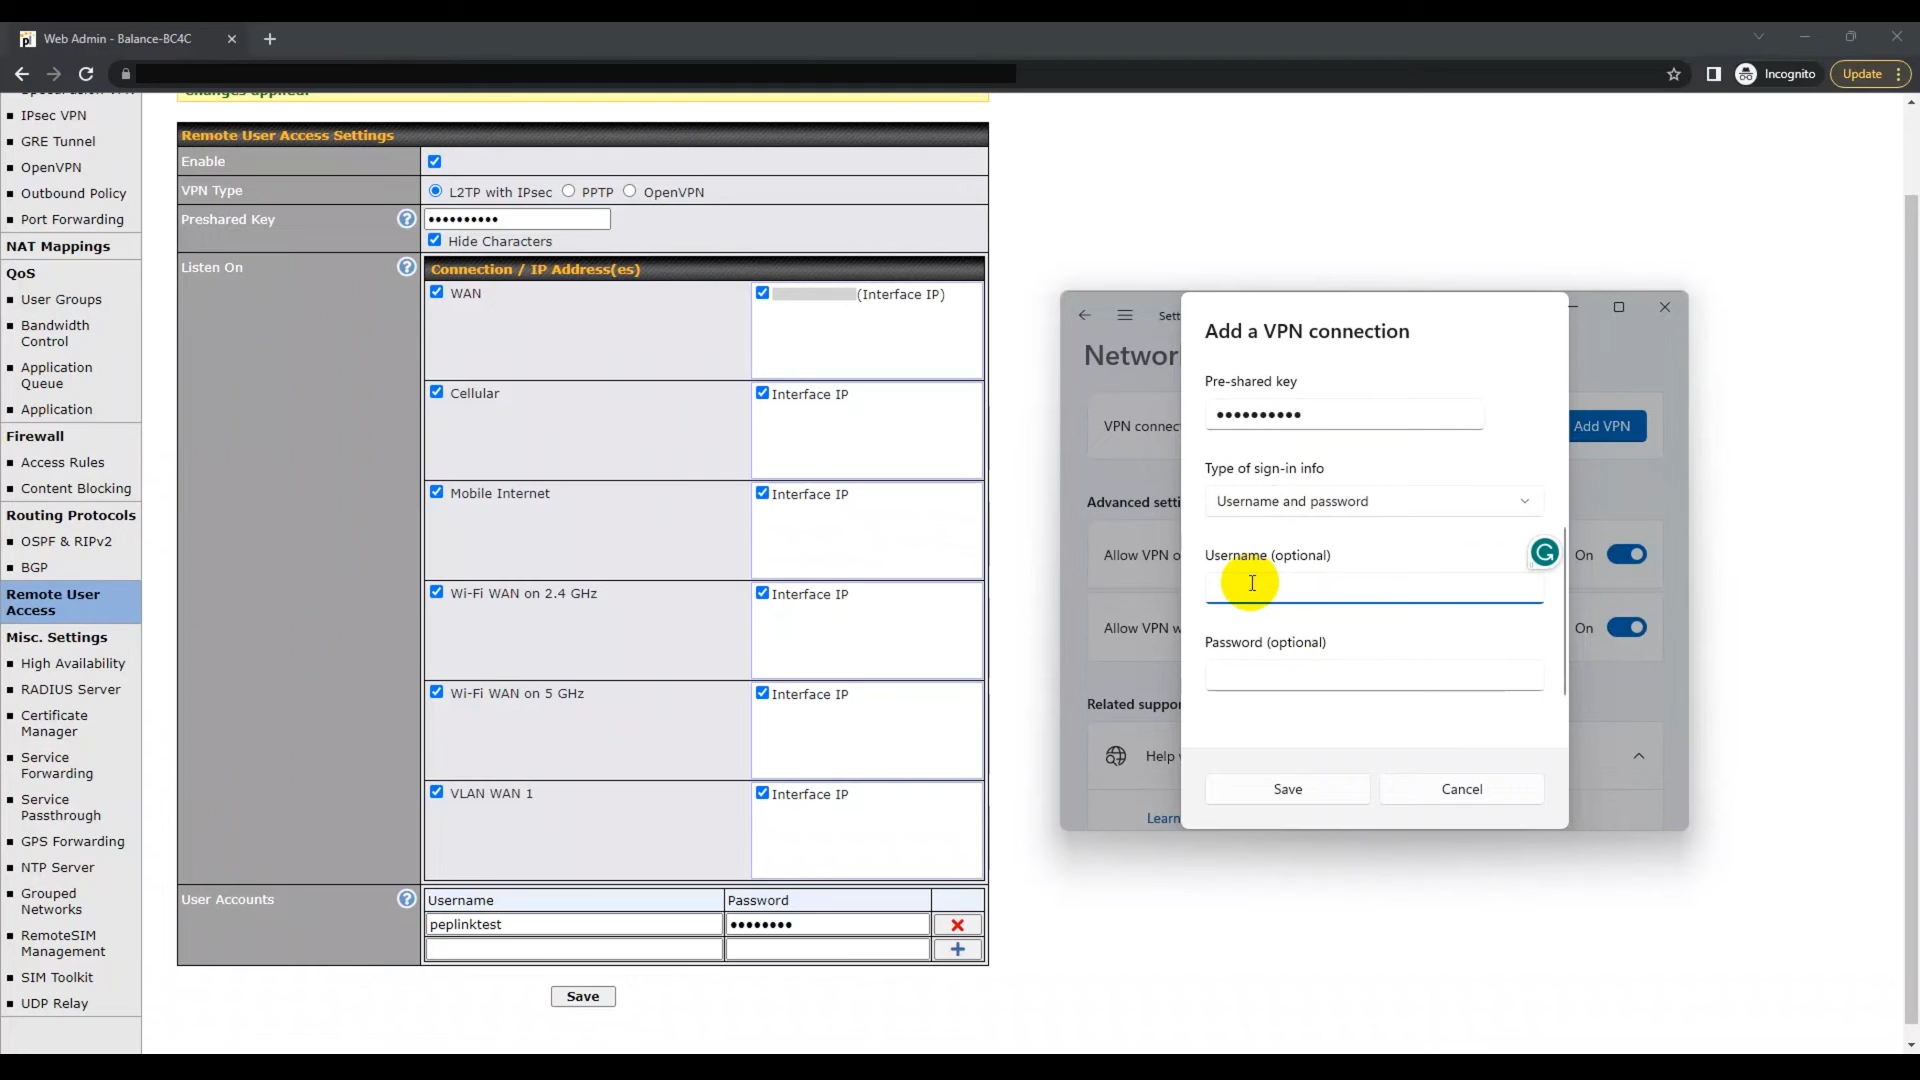 Web Admin - Balance-BC4C
Incognito
Update
IPsec VPN
GRE Tunnel
OpenVPN
Outbound Policy
Port Forwarding
NAT Mappings
QoS
User Groups
Bandwidth
Control
Application
Queue
Application
Firewall
Access Rules
Content Blocking
Routing Protocols
OSPF & RIPv2
BGP
Remote User
Access
Misc. Settings
High Availability
RADIUS Server
Certificate
Manager
Service
Forwarding
Service
Passthrough
GPS Forwarding
NTP Server
Grouped
Networks
RemoteSIM
Management
SIM Toolkit
UDP Relay
Changes applied.
Remote User Access Settings
Enable
VPN Type
L2TP with IPsec PPTP OpenVPN
Preshared Key
••••••••••
Hide Characters
Listen On
Connection / IP Address(es)
WAN (Interface IP)
Cellular Interface IP
Mobile Internet Interface IP
Wi-Fi WAN on 2.4 GHz Interface IP
Wi-Fi WAN on 5 GHz Interface IP
VLAN WAN 1 Interface IP
User Accounts
Username Password
peplinktest ••••••••
Save
Sett
Networ
VPN connec
Add VPN
Advanced setti
Allow VPN o
On
Allow VPN w
On
Related suppor
Help
Learn
Add a VPN connection
Pre-shared key
••••••••••
Type of sign-in info
Username and password
Username (optional)
Password (optional)
Save
Cancel